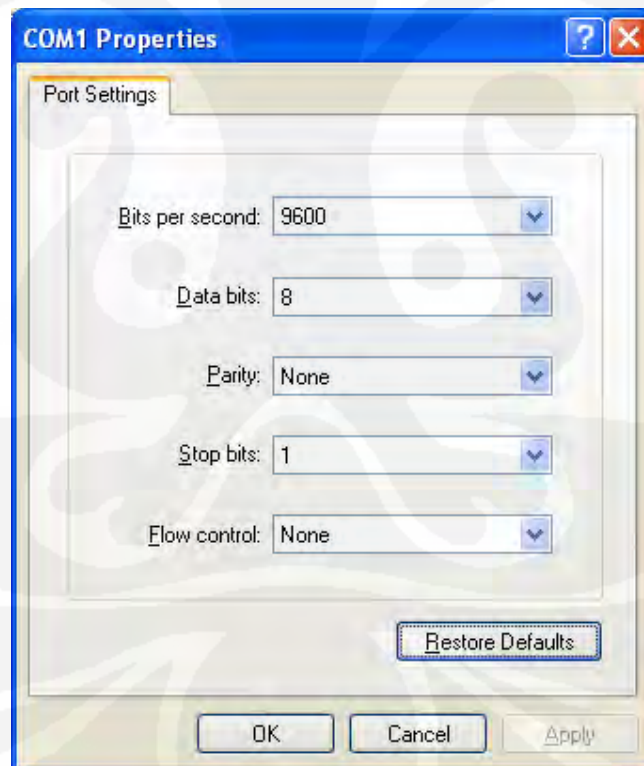 COM1 Properties
Port Settings
Bits per second: 9600
Data bits: 8
Parity: None
Stop bits: 1
Flow control: None
Restore Defaults
OK Cancel Apply